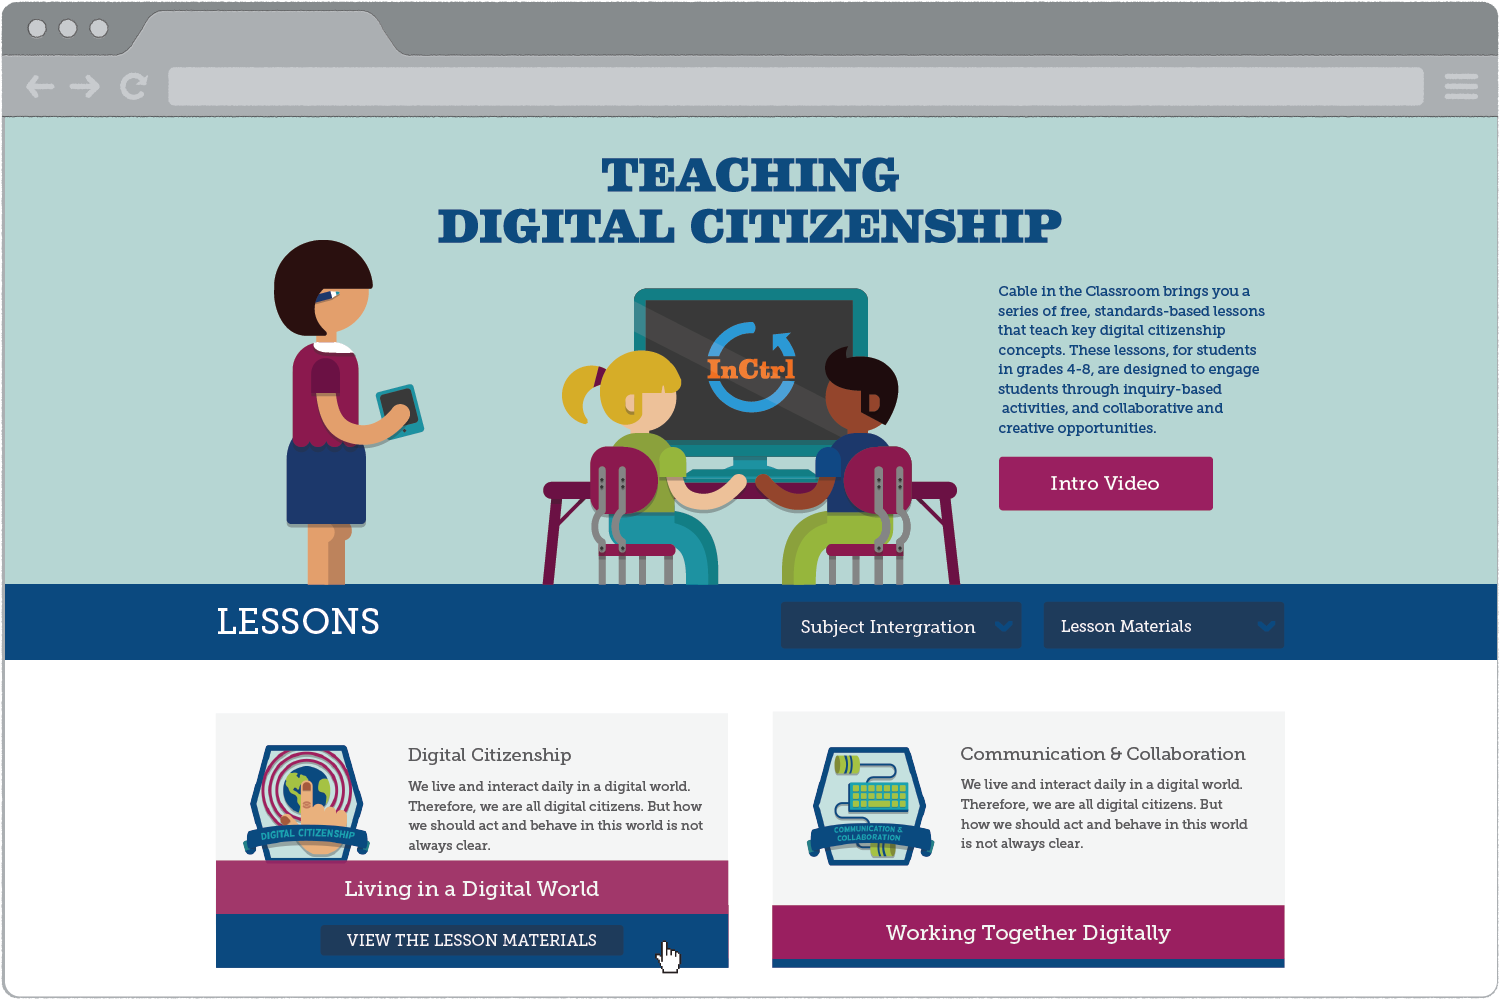 TEACHING
DIGITAL CITIZENSHIP
InCtrl
Cable in the Classroom brings you a
series of free, standards-based lessons
that teach key digital citizenship
concepts. These lessons, for students
in grades 4-8, are designed to engage
students through inquiry-based
activities, and collaborative and
creative opportunities.
Intro Video
LESSONS
Subject Intergration
Lesson Materials
DIGITAL CITIZENSHIP
Digital Citizenship
We live and interact daily in a digital world.
Therefore, we are all digital citizens. But how
we should act and behave in this world is not
always clear.
Living in a Digital World
VIEW THE LESSON MATERIALS
COMMUNICATION &
COLLABORATION
Communication & Collaboration
We live and interact daily in a digital world.
Therefore, we are all digital citizens. But
how we should act and behave in this world
is not always clear.
Working Together Digitally